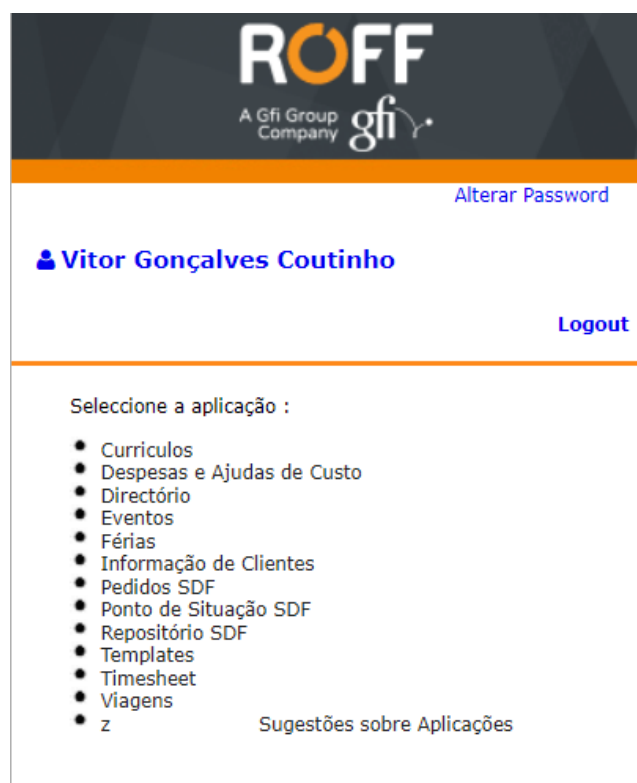 ROFF
A Gfi Group
Company gfi
Alterar Password
Vitor Gonçalves Coutinho
Logout
Seleccione a aplicação :
Curriculos
Despesas e Ajudas de Custo
Directório
Eventos
Férias
Informação de Clientes
Pedidos SDF
Ponto de Situação SDF
Repositório SDF
Templates
Timesheet
Viagens
z Sugestões sobre Aplicações